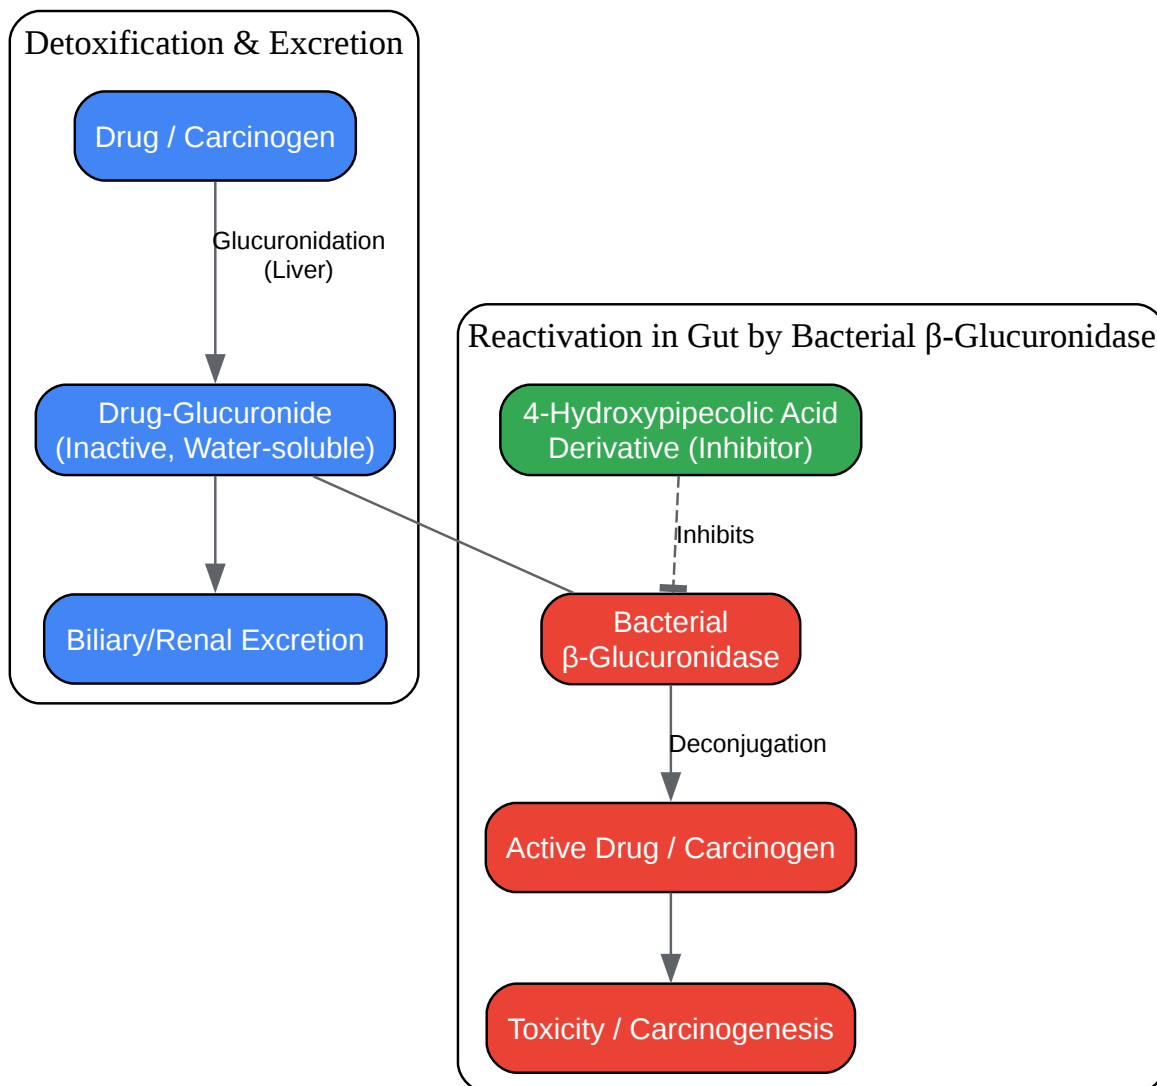 Detoxification & Excretion
Drug / Carcinogen
Glucuronidation
(Liver)
Drug-Glucuronide
(Inactive, Water-soluble)
Biliary/Renal Excretion
Reactivation in Gut by Bacterial β-Glucuronidase
4-Hydroxypipecolic Acid
Derivative (Inhibitor)
Inhibits
Bacterial
β-Glucuronidase
Deconjugation
Active Drug / Carcinogen
Toxicity / Carcinogenesis